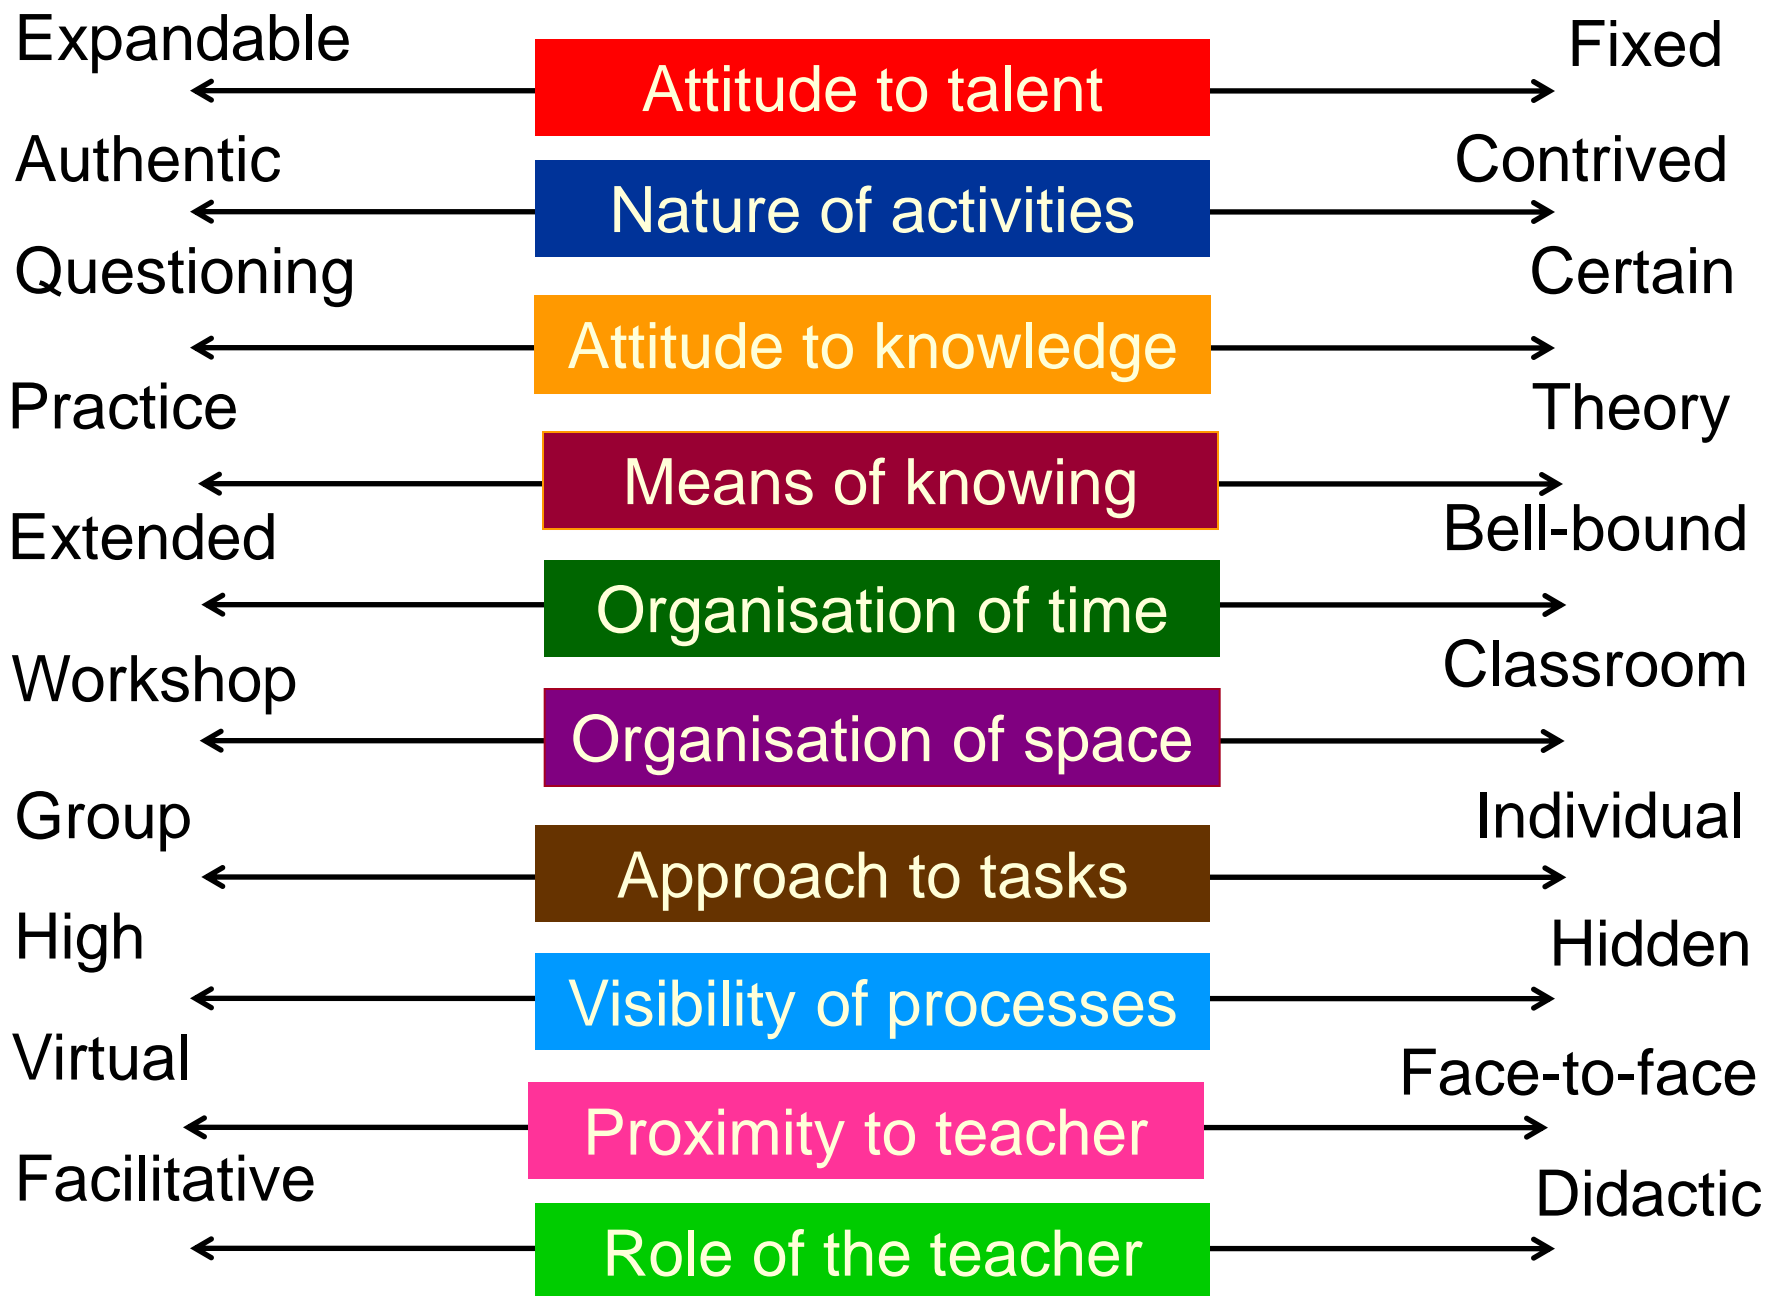 Expandable
Attitude to talent
Fixed
Authentic
Nature of activities
Contrived
Questioning
Attitude to knowledge
Certain
Practice
Means of knowing
Theory
Extended
Organisation of time
Bell-bound
Workshop
Organisation of space
Classroom
Group
Approach to tasks
Individual
High
Visibility of processes
Hidden
Virtual
Proximity to teacher
Face-to-face
Facilitative
Role of the teacher
Didactic